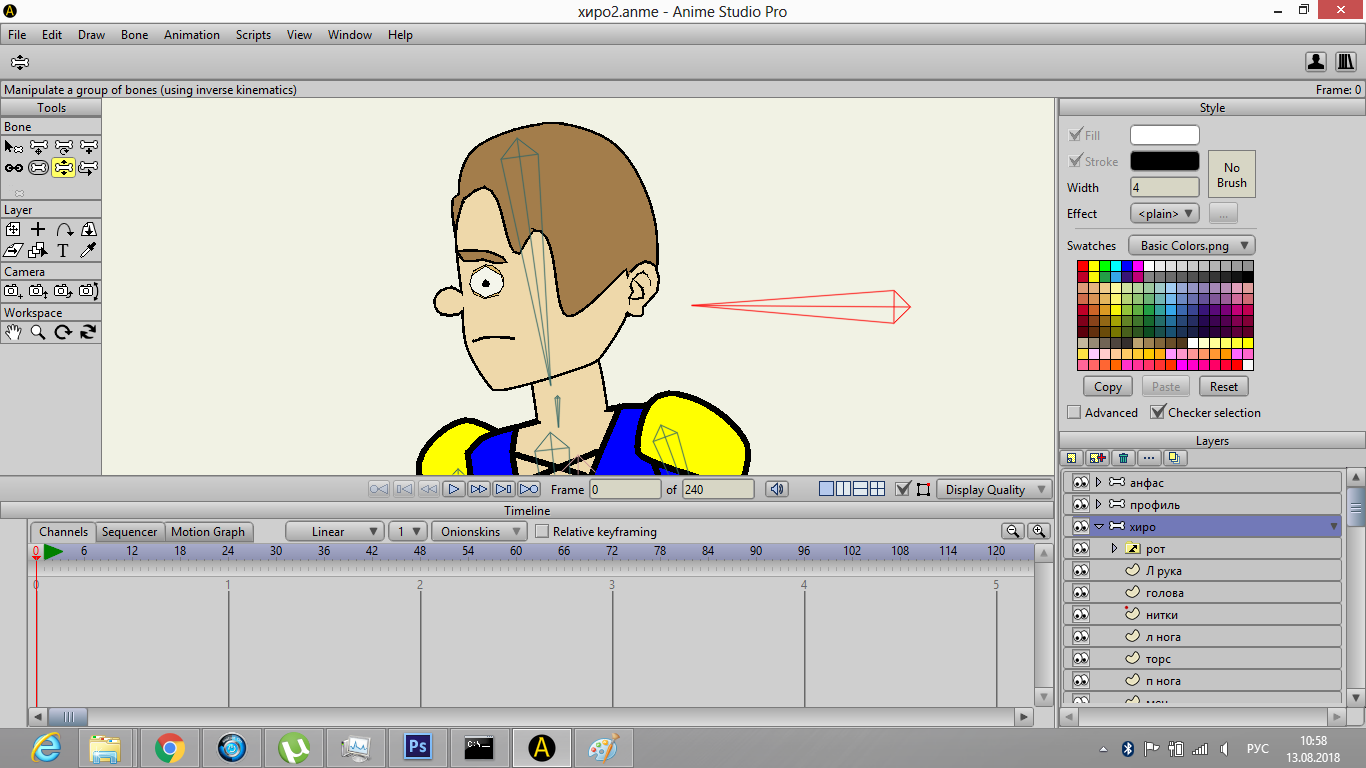 хиро2.anme - Anime Studio Pro
File Edit Draw Bone Animation Scripts View Window Help
Manipulate a group of bones (using inverse kinematics) Frame: 0
Tools
Bone
Layer
T
Camera
Workspace
Style
Fill
Stroke
No Brush
Width 4
Effect <plain> ...
Swatches Basic Colors.png
Copy Paste Reset
Advanced Checker selection
Layers
анфас
профиль
хиро
рот
Л рука
голова
нитки
л нога
торс
п нога
Frame 0 of 240 Display Quality
Timeline
Channels Sequencer Motion Graph Linear 1 Onionskins Relative keyframing
0 6 12 18 24 30 36 42 48 54 60 66 72 78 84 90 96 102 108 114 120
0 1 2 3 4 5
Ps C:\ A РУС 10:58
13.08.2018